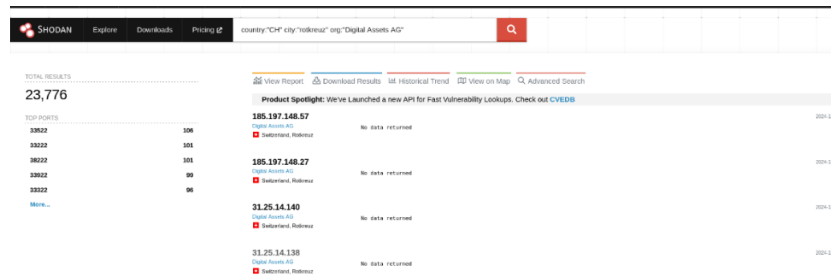 SHODAN Explore Downloads Pricing country:"CH" city:"rotkreuz" org:"Digital Assets AG"
TOTAL RESULTS
23,776
TOP PORTS
33522 106
33222 101
38222 101
33922 99
33322 96
More...
View Report Download Results Historical Trend View on Map Advanced Search
Product Spotlight: We've Launched a new API for Fast Vulnerability Lookups. Check out CVEDB
185.197.148.57
Digital Assets AG
Switzerland, Rotkreuz
No data returned
185.197.148.27
Digital Assets AG
Switzerland, Rotkreuz
No data returned
31.25.14.140
Digital Assets AG
Switzerland, Rotkreuz
No data returned
31.25.14.138
Digital Assets AG
Switzerland, Rotkreuz
No data returned